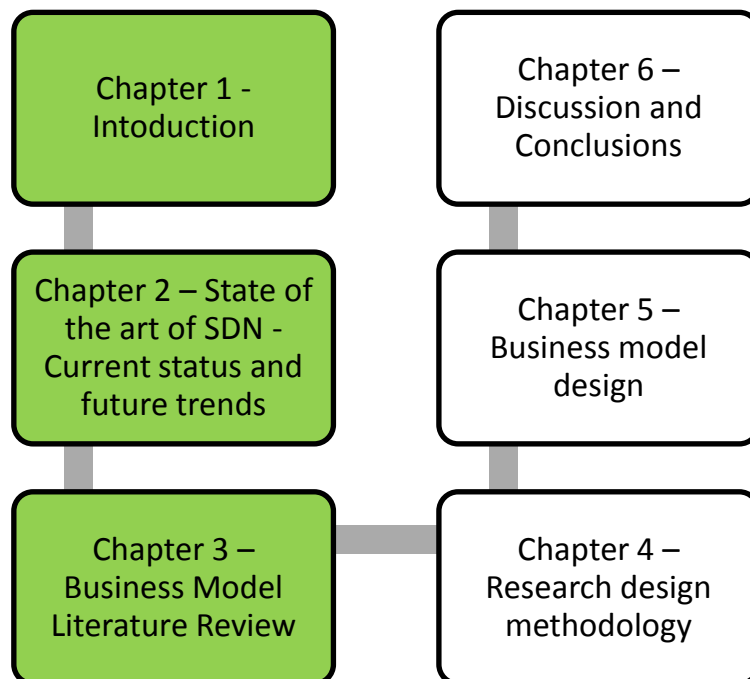 Chapter 1 -
Intoduction
Chapter 2 – State of
the art of SDN -
Current status and
future trends
Chapter 3 –
Business Model
Literature Review
Chapter 4 –
Research design
methodology
Chapter 5 –
Business model
design
Chapter 6 –
Discussion and
Conclusions